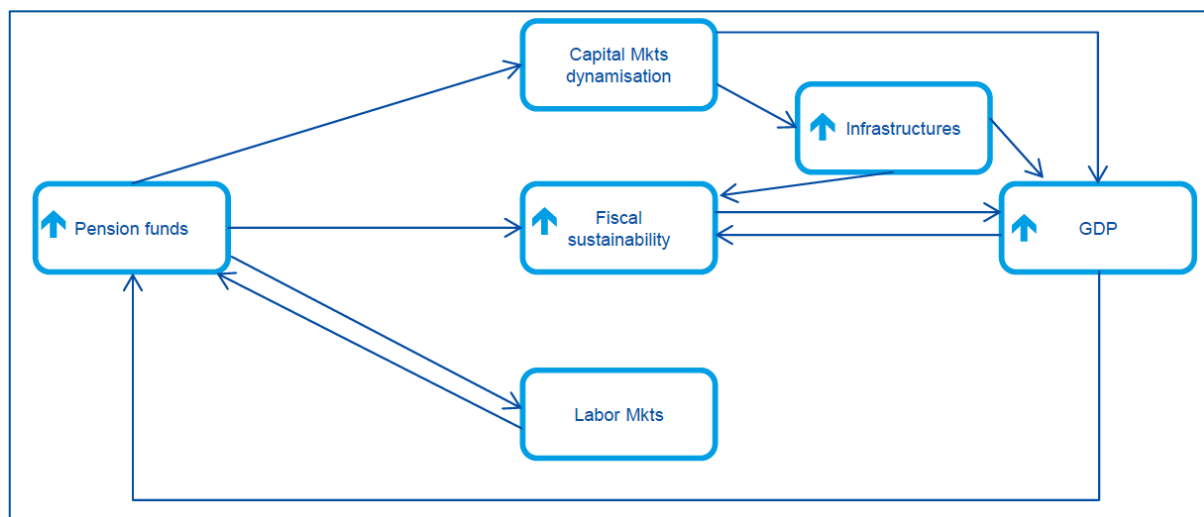 Capital Mkts
dynamisation
Infrastructures
Pension funds
Fiscal
sustainability
GDP
Labor Mkts